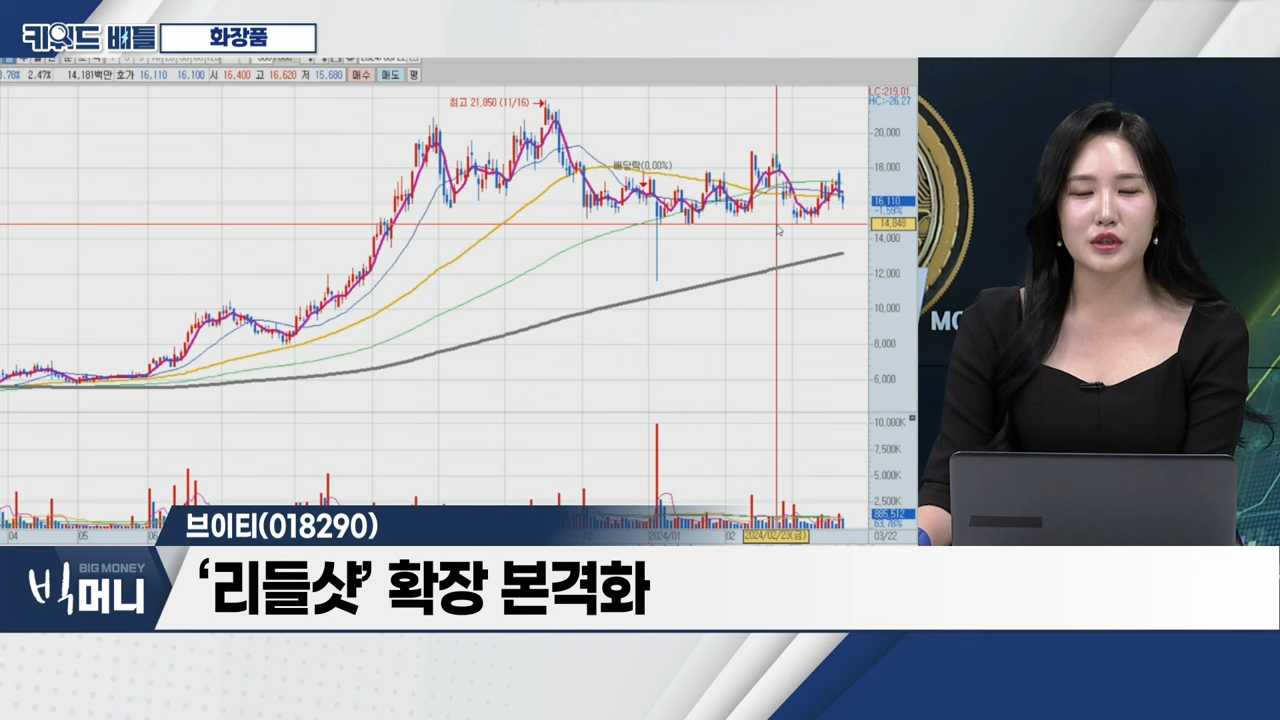 키워드 배틀
화장품
2.47% 14,181백만 호가 16,110 16,100 시 16,400 고 16,620 저 15,680 매수 매도 평
LC:219.01
HC:-26.27
최고 21,850 (11/16)
배당락(0.00%)
20,000
18,000
16,110
-1.59%
14,848
14,000
12,000
10,000
8,000
6,000
10,000K
7,500K
5,000K
2,500K
885,512
63.78%
04
05
06
2024/01
02
2024/02/23(금)
03/22
브이티(018290)
BIG MONEY
빅머니
‘리들샷’ 확장 본격화